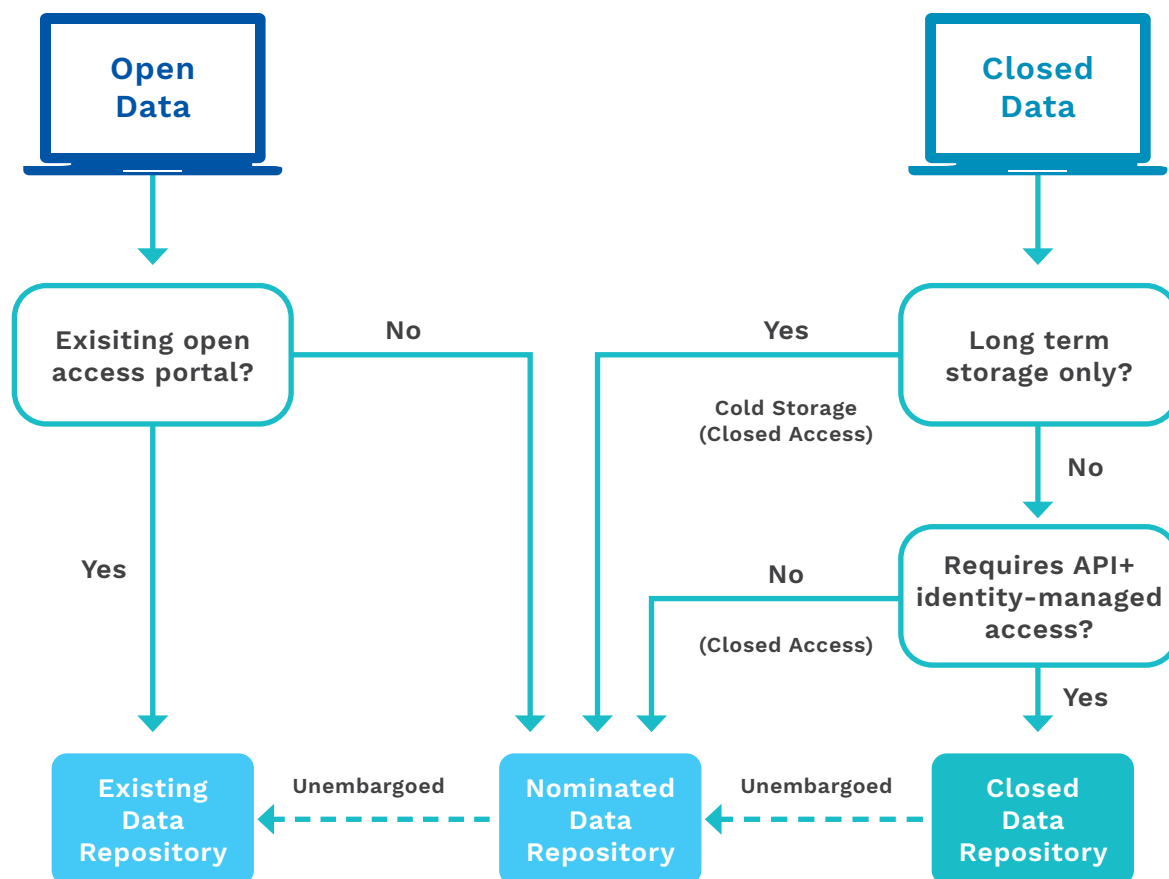 Open
Data
Closed
Data
Exisiting open
access portal?
No
Yes
Long term
storage only?
Cold Storage
(Closed Access)
No
Yes
No
Requires API+
identity-managed
access?
(Closed Access)
Yes
Existing
Data
Repository
Unembargoed
Nominated
Data
Repository
Unembargoed
Closed
Data
Repository